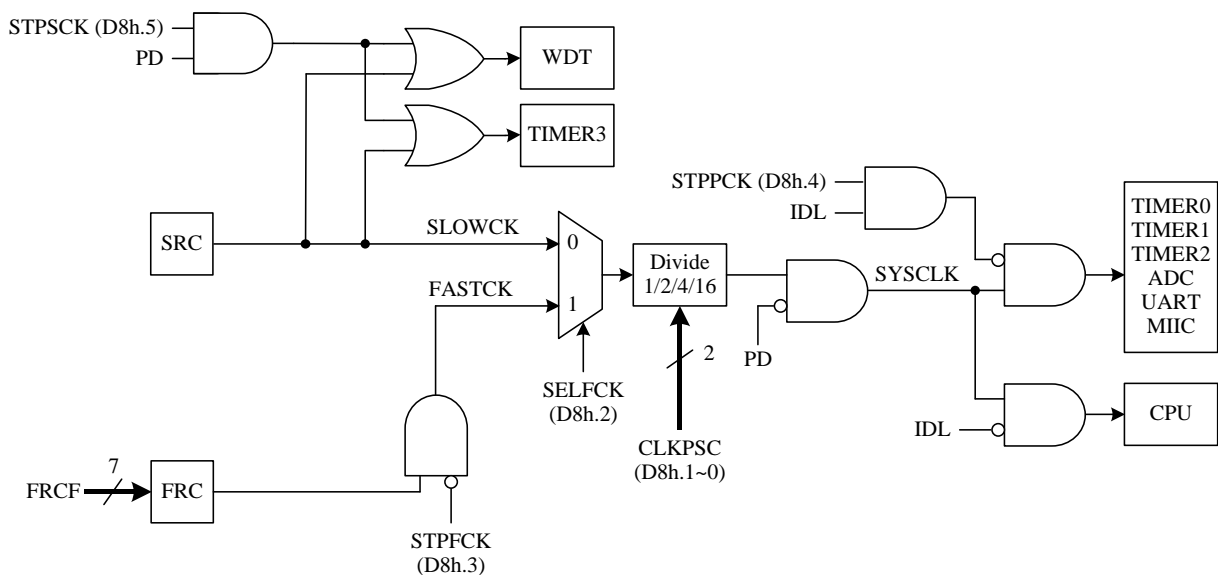 STPSCK (D8h.5)
PD
WDT
TIMER3
STPPCK (D8h.4)
IDL
TIMER0
TIMER1
TIMER2
ADC
UART
MIIC
SRC
SLOWCK
0
FASTCK
1
Divide
1/2/4/16
SYSCLK
PD
2
SELFCK
(D8h.2)
CLKPSC
(D8h.1~0)
IDL
CPU
FRCF
7
FRC
STPFCK
(D8h.3)